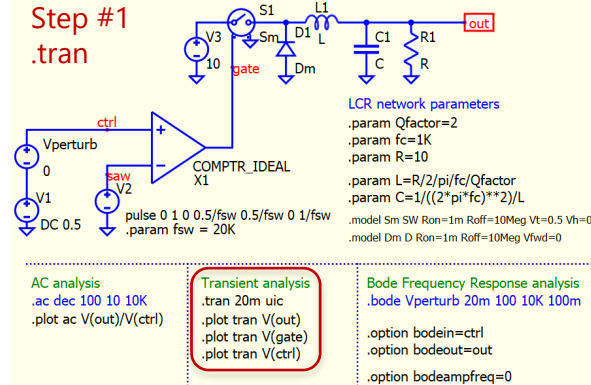 Step #1
.tran
S1
L1
out
V3
10
Sm
D1
L
C1
R1
C
R
Dm
gate
LCR network parameters
.param Qfactor=2
.param fc=1K
.param R=10
.param L=R/2/pi/fc/Qfactor
.param C=1/((2*pi*fc)**2)/L
.model Sm SW Ron=1m Roff=10Meg Vt=0.5 Vh=0
.model Dm D Ron=1m Roff=10Meg Vfwd=0
ctrl
Vperturb
0
COMPTR_IDEAL
X1
saw
V2
V1
DC 0.5
pulse 0 1 0 0.5/fsw 0.5/fsw 0 1/fsw
.param fsw = 20K
AC analysis
.ac dec 100 10 10K
.plot ac V(out)/V(ctrl)
Transient analysis
.tran 20m uic
.plot tran V(out)
.plot tran V(gate)
.plot tran V(ctrl)
Bode Frequency Response analysis
.bode Vperturb 20m 100 10K 100m
.option bodein=ctrl
.option bodeout=out
.option bodeampfreq=0